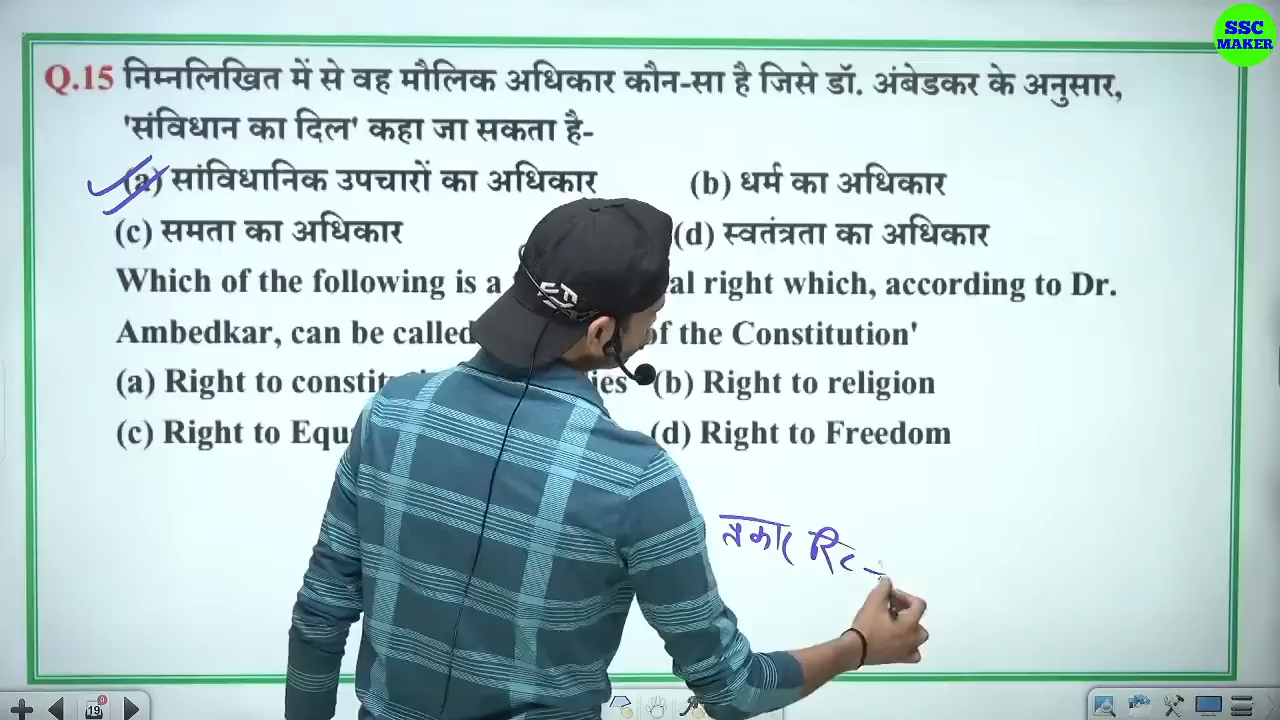 SSC
MAKER
Q.15 निम्नलिखित में से वह मौलिक अधिकार कौन-सा है जिसे डॉ. अंबेडकर के अनुसार,
'संविधान का दिल' कहा जा सकता है-
(a) सांविधानिक उपचारों का अधिकार (b) धर्म का अधिकार
(c) समता का अधिकार (d) स्वतंत्रता का अधिकार
Which of the following is a al right which, according to Dr.
Ambedkar, can be called of the Constitution'
(a) Right to ies (b) Right to religion
(c) Right to (d) Right to Freedom
19